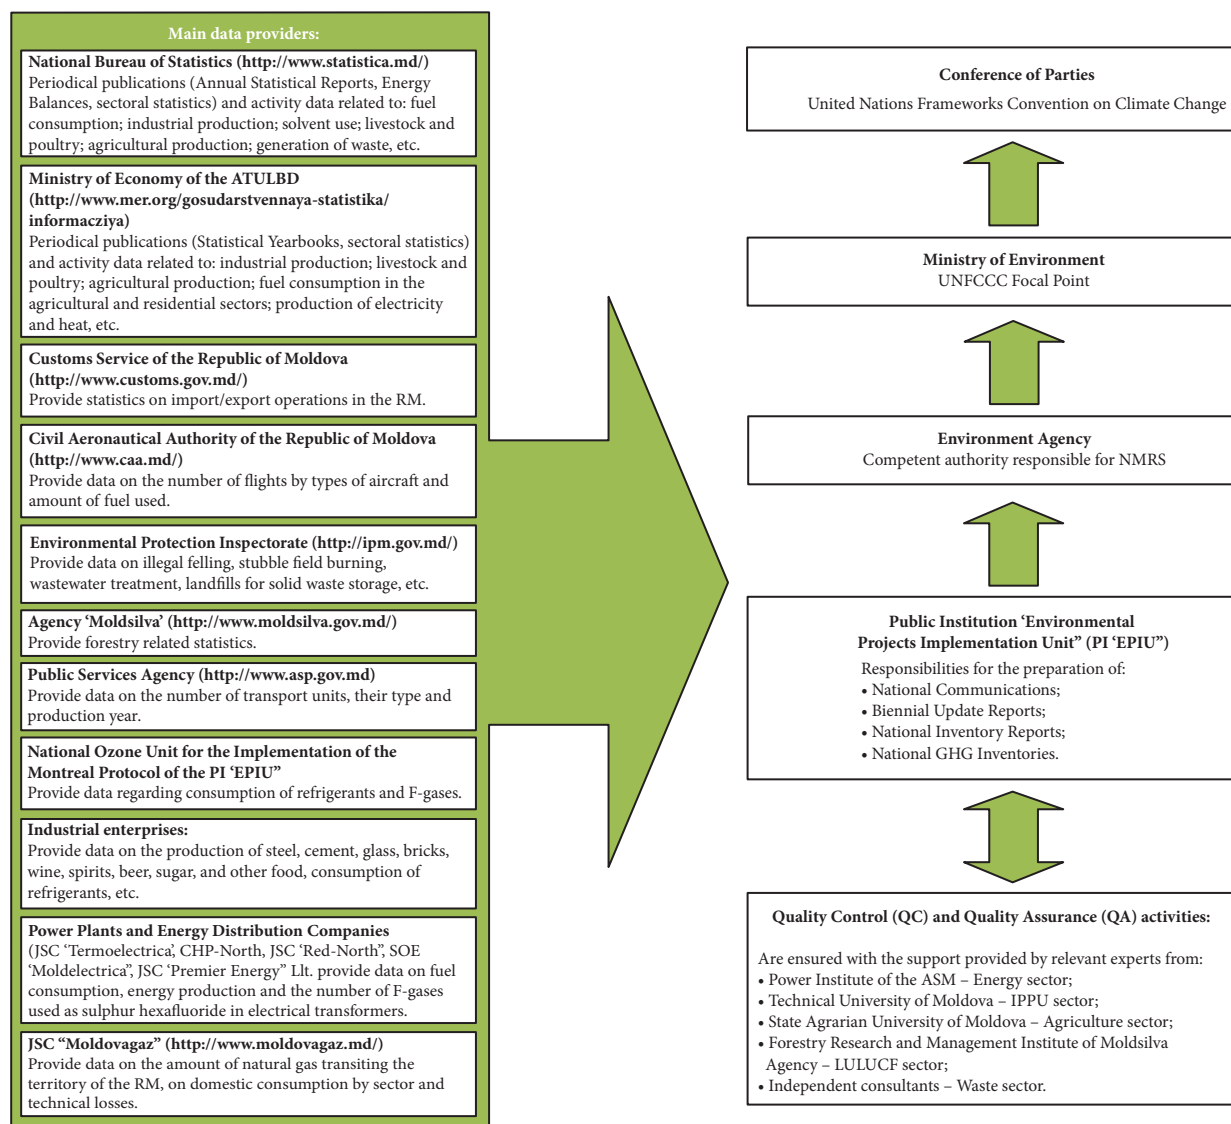 Main data providers:
National Bureau of Statistics (http://www.statistica.md/)
Periodical publications (Annual Statistical Reports, Energy
Balances, sectoral statistics) and activity data related to: fuel
consumption; industrial production; solvent use; livestock and
poultry; agricultural production; generation of waste, etc.
Ministry of Economy of the ATULBD
(http://www.mer.org/gosudarstvennaya-statistika/
informacziya)
Periodical publications (Statistical Yearbooks, sectoral statistics)
and activity data related to: industrial production; livestock and
poultry; agricultural production; fuel consumption in the
agricultural and residential sectors; production of electricity
and heat, etc.
Customs Service of the Republic of Moldova
(http://www.customs.gov.md/)
Provide statistics on import/export operations in the RM.
Civil Aeronautical Authority of the Republic of Moldova
(http://www.caa.md/)
Provide data on the number of flights by types of aircraft and
amount of fuel used.
Environmental Protection Inspectorate (http://ipm.gov.md/)
Provide data on illegal felling, stubble field burning,
wastewater treatment, landfills for solid waste storage, etc.
Agency ‘Moldsilva’ (http://www.moldsilva.gov.md/)
Provide forestry related statistics.
Public Services Agency (http://www.asp.gov.md)
Provide data on the number of transport units, their type and
production year.
National Ozone Unit for the Implementation of the
Montreal Protocol of the PI ‘EPIU”
Provide data regarding consumption of refrigerants and F-gases.
Industrial enterprises:
Provide data on the production of steel, cement, glass, bricks,
wine, spirits, beer, sugar, and other food, consumption of
refrigerants, etc.
Power Plants and Energy Distribution Companies
(JSC ‘Termoelectrica’, CHP-North, JSC ‘Red-North”, SOE
‘Moldelectrica”, JSC ‘Premier Energy” Llt. provide data on fuel
consumption, energy production and the number of F-gases
used as sulphur hexafluoride in electrical transformers.
JSC “Moldovagaz” (http://www.moldovagaz.md/)
Provide data on the amount of natural gas transiting the
territory of the RM, on domestic consumption by sector and
technical losses.
Conference of Parties
United Nations Frameworks Convention on Climate Change
Ministry of Environment
UNFCCC Focal Point
Environment Agency
Competent authority responsible for NMRS
Public Institution ‘Environmental
Projects Implementation Unit” (PI ‘EPIU”)
Responsibilities for the preparation of:
• National Communications;
• Biennial Update Reports;
• National Inventory Reports;
• National GHG Inventories.
Quality Control (QC) and Quality Assurance (QA) activities:
Are ensured with the support provided by relevant experts from:
• Power Institute of the ASM – Energy sector;
• Technical University of Moldova – IPPU sector;
• State Agrarian University of Moldova – Agriculture sector;
• Forestry Research and Management Institute of Moldsilva
Agency – LULUCF sector;
• Independent consultants – Waste sector.